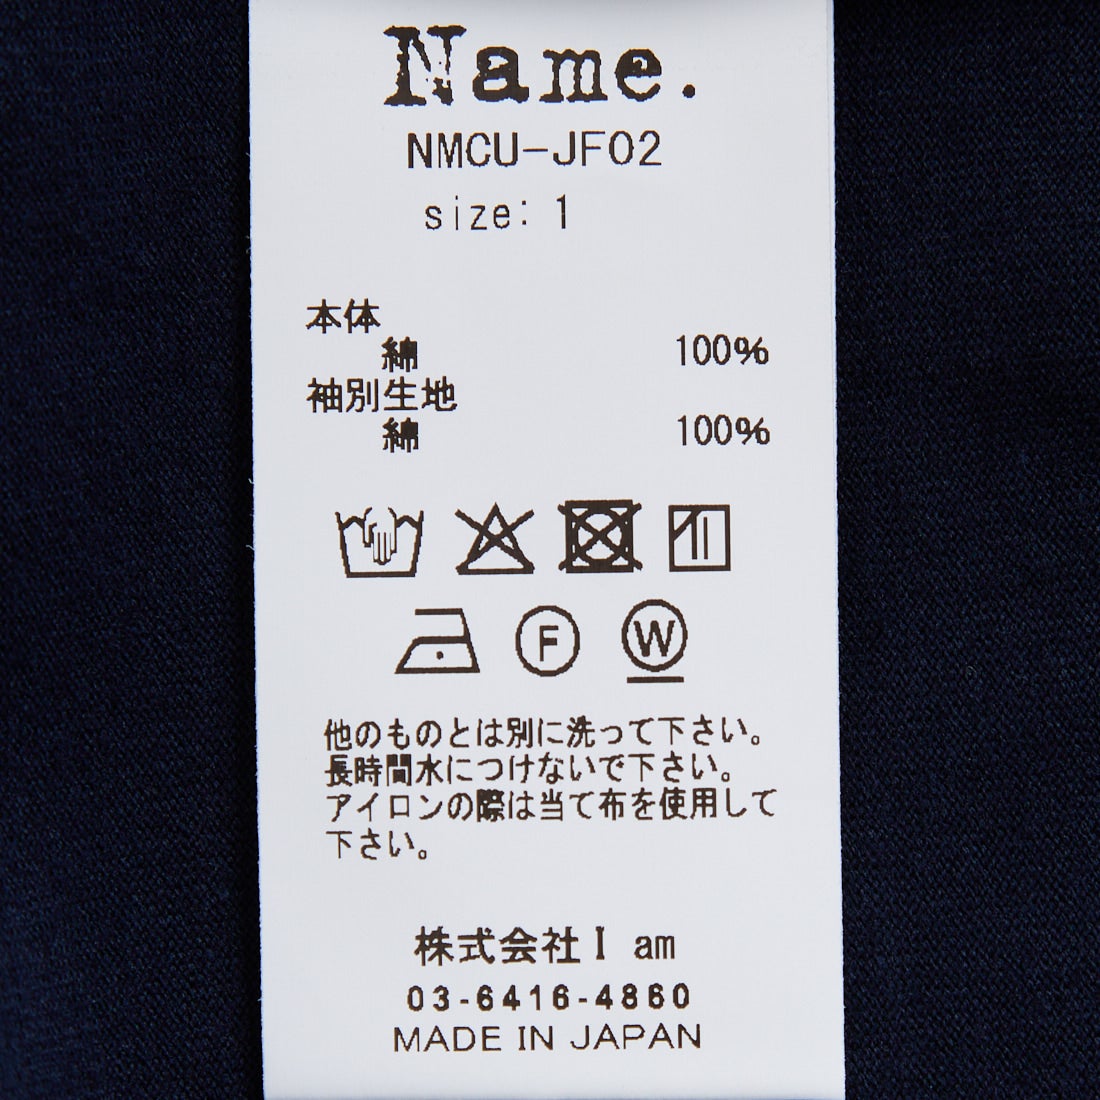 Name.
NMCU-JF02
size: 1
本体
綿 100%
袖別生地
綿 100%
F W
他のものとは別に洗って下さい。
長時間水につけないで下さい。
アイロンの際は当て布を使用して
下さい。
株式会社I am
03-6416-4860
MADE IN JAPAN